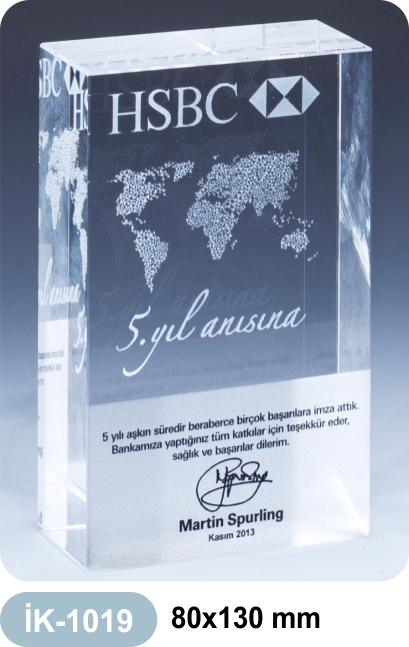 HSBC
5.yıl anısına
5 yılı aşkın süredir beraberce birçok başarılara imza attık.
Bankamıza yaptığınız tüm katkılar için teşekkür eder,
sağlık ve başarılar dilerim.
Martin Spurling
Kasım 2013
İK-1019
80x130 mm